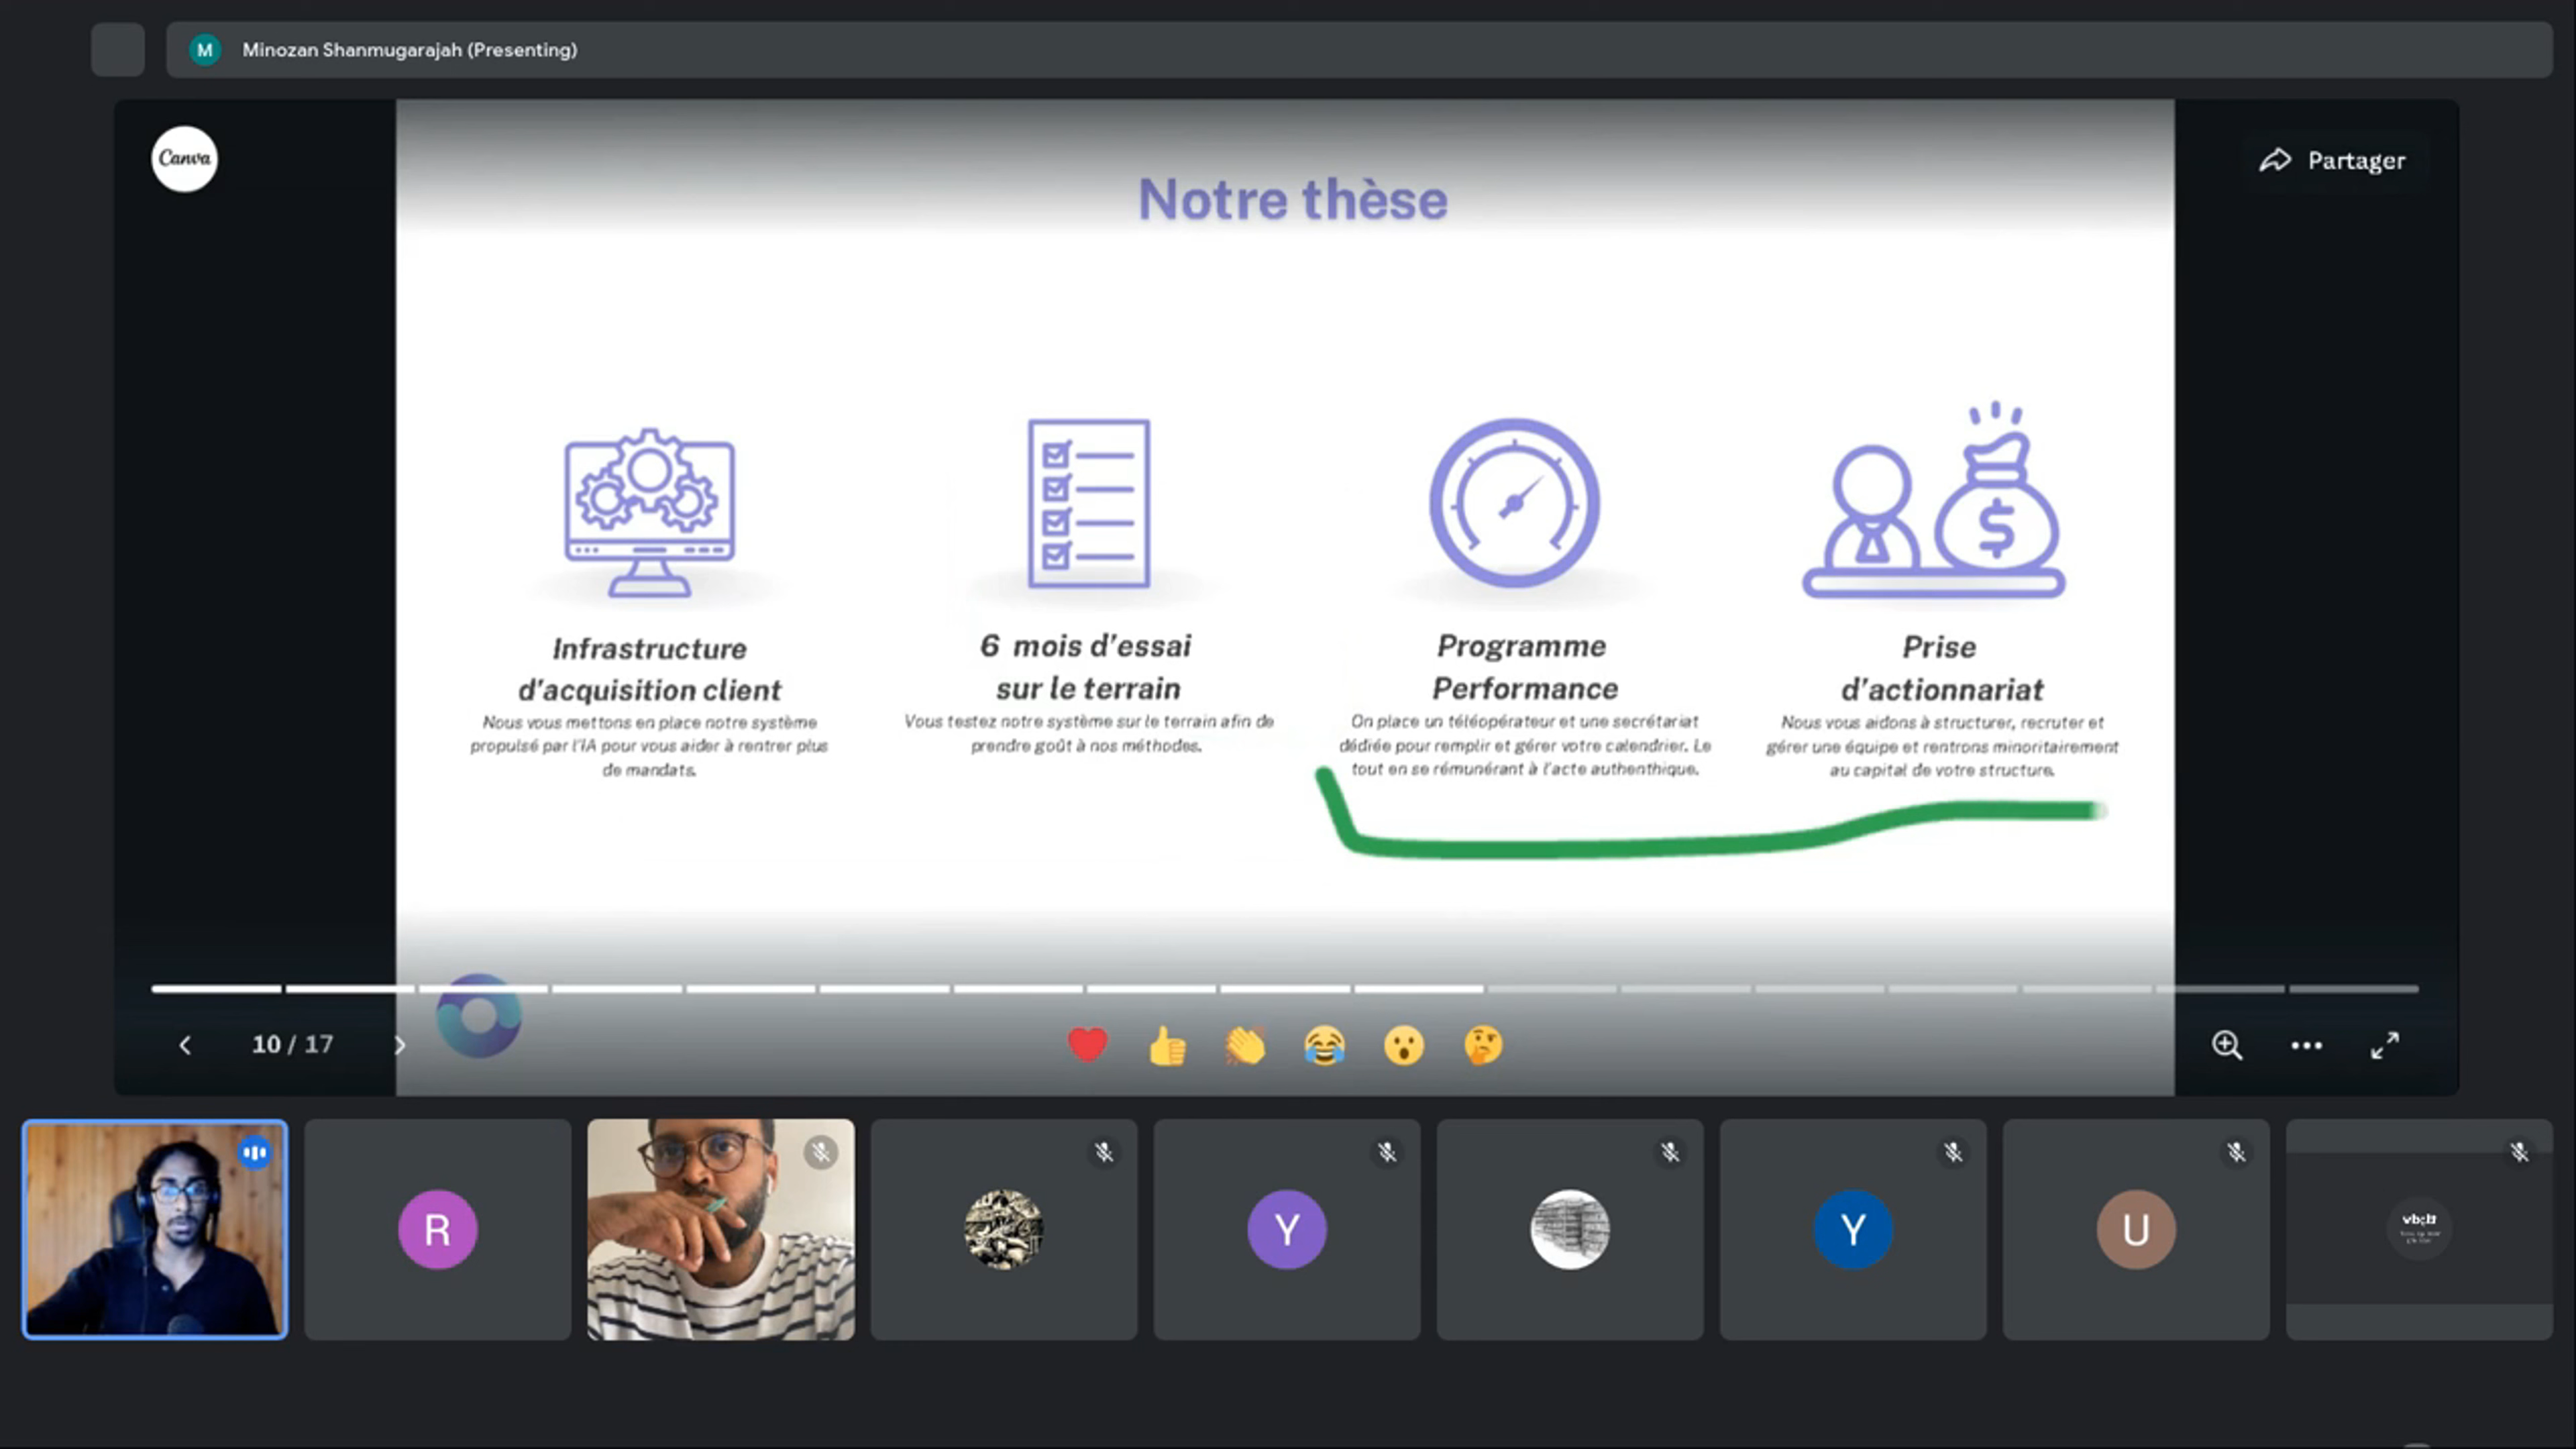 M Minozan Shanmugarajah (Presenting)
Canva
Partager
Notre thèse
Infrastructure
d'acquisition client
Nous vous mettons en place notre système
propulsé par l'IA pour vous aider à rentrer plus
de mandats.
6 mois d'essai
sur le terrain
Vous testez notre système sur le terrain afin de
prendre goût à nos méthodes.
Programme
Performance
On place un téléopérateur et une secrétariat
dédiée pour remplir et gérer votre calendrier. Le
tout en se rémunérant à l'acte authenthique.
$
Prise
d'actionnariat
Nous vous aidons à structurer, recruter et
gérer une équipe et rentrons minoritairement
au capital de votre structure.
10 / 17
R
Y
Y
U